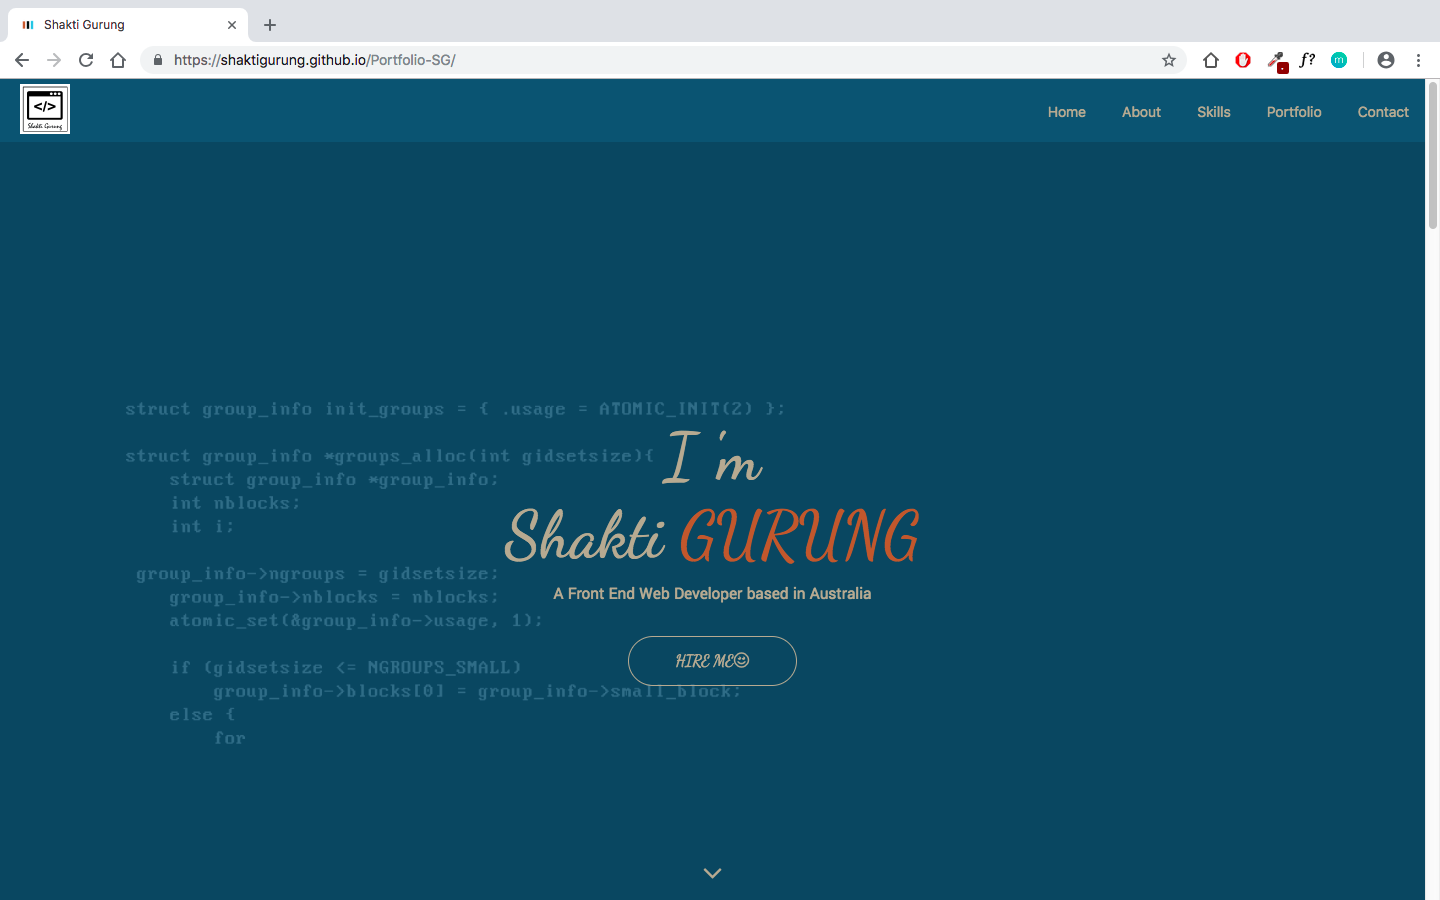 Shakti Gurung
https://shaktigurung.github.io/Portfolio-SG/
f?
m
</>
Shakti Gurung
Home About Skills Portfolio Contact
struct group_info init_groups = { .usage = ATOMIC_INIT(2) };
struct group_info *groups_alloc(int gidsetsize){
struct group_info *group_info;
int nblocks;
int i;
group_info->ngroups = gidsetsize;
group_info->nblocks = nblocks;
atomic_set(&group_info->usage, 1);
if (gidsetsize <= NGROUPS_SMALL)
group_info->blocks[0] = group_info->small_block;
else {
for
I'm
Shakti GURUNG
A Front End Web Developer based in Australia
HIRE ME☺